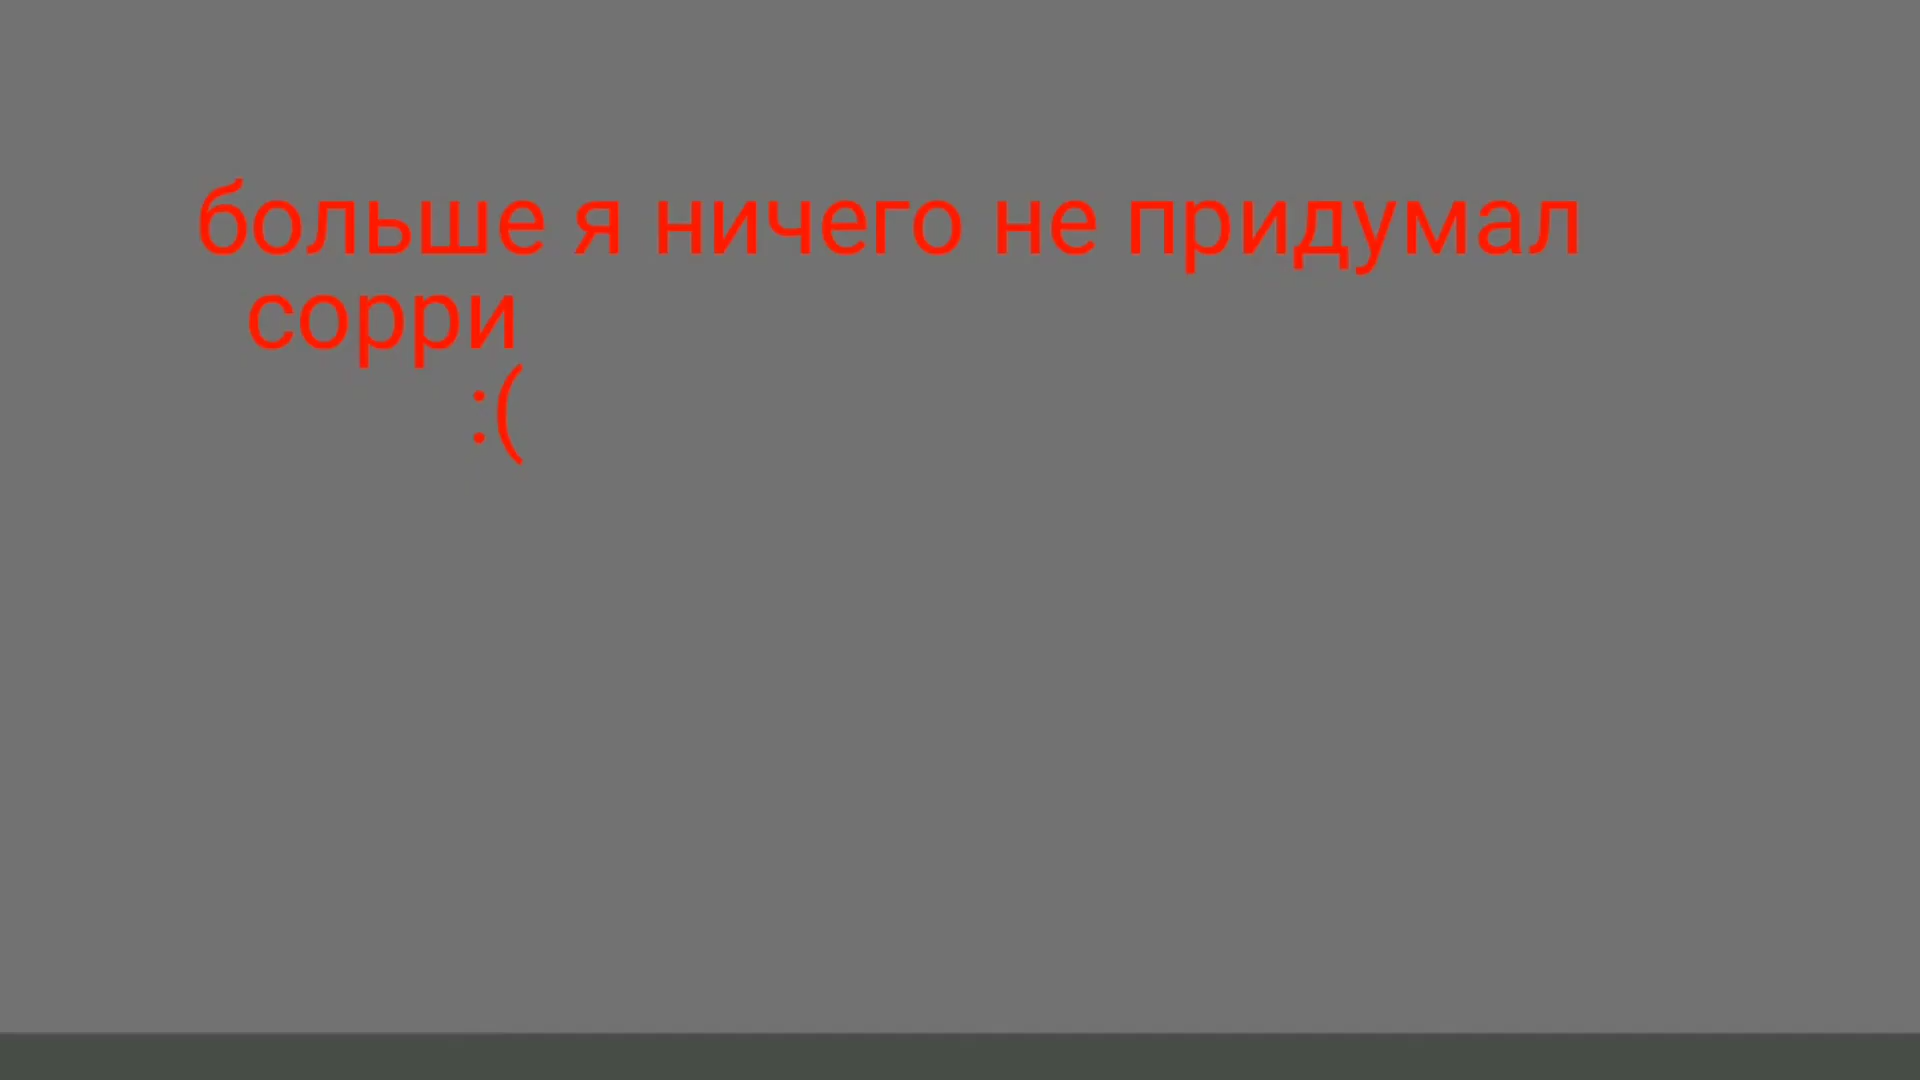 больше я ничего не придумал
сорри
:(